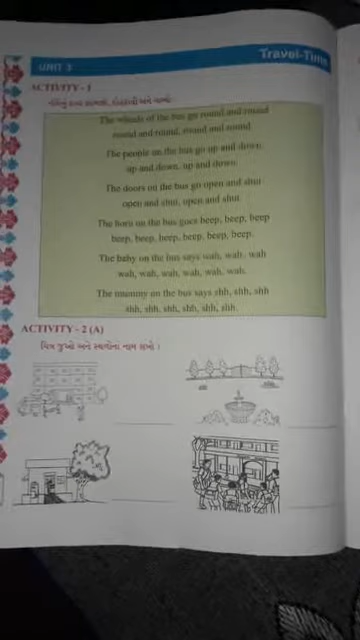 UNIT 3
Travel-Time
ACTIVITY - 1
The wheels of the bus go round and round
round and round, round and round.
The people on the bus go up and down,
up and down, up and down.
The doors on the bus go open and shut
open and shut, open and shut.
The horn on the bus goes beep, beep, beep
beep, beep, beep, beep, beep, beep.
The baby on the bus says wah, wah, wah
wah, wah, wah, wah, wah, wah.
The mummy on the bus says shh, shh, shh
shh, shh, shh, shh, shh, shh.
ACTIVITY - 2 (A)
ચિત્ર જુઓ અને સ્થળોના નામ લખો :